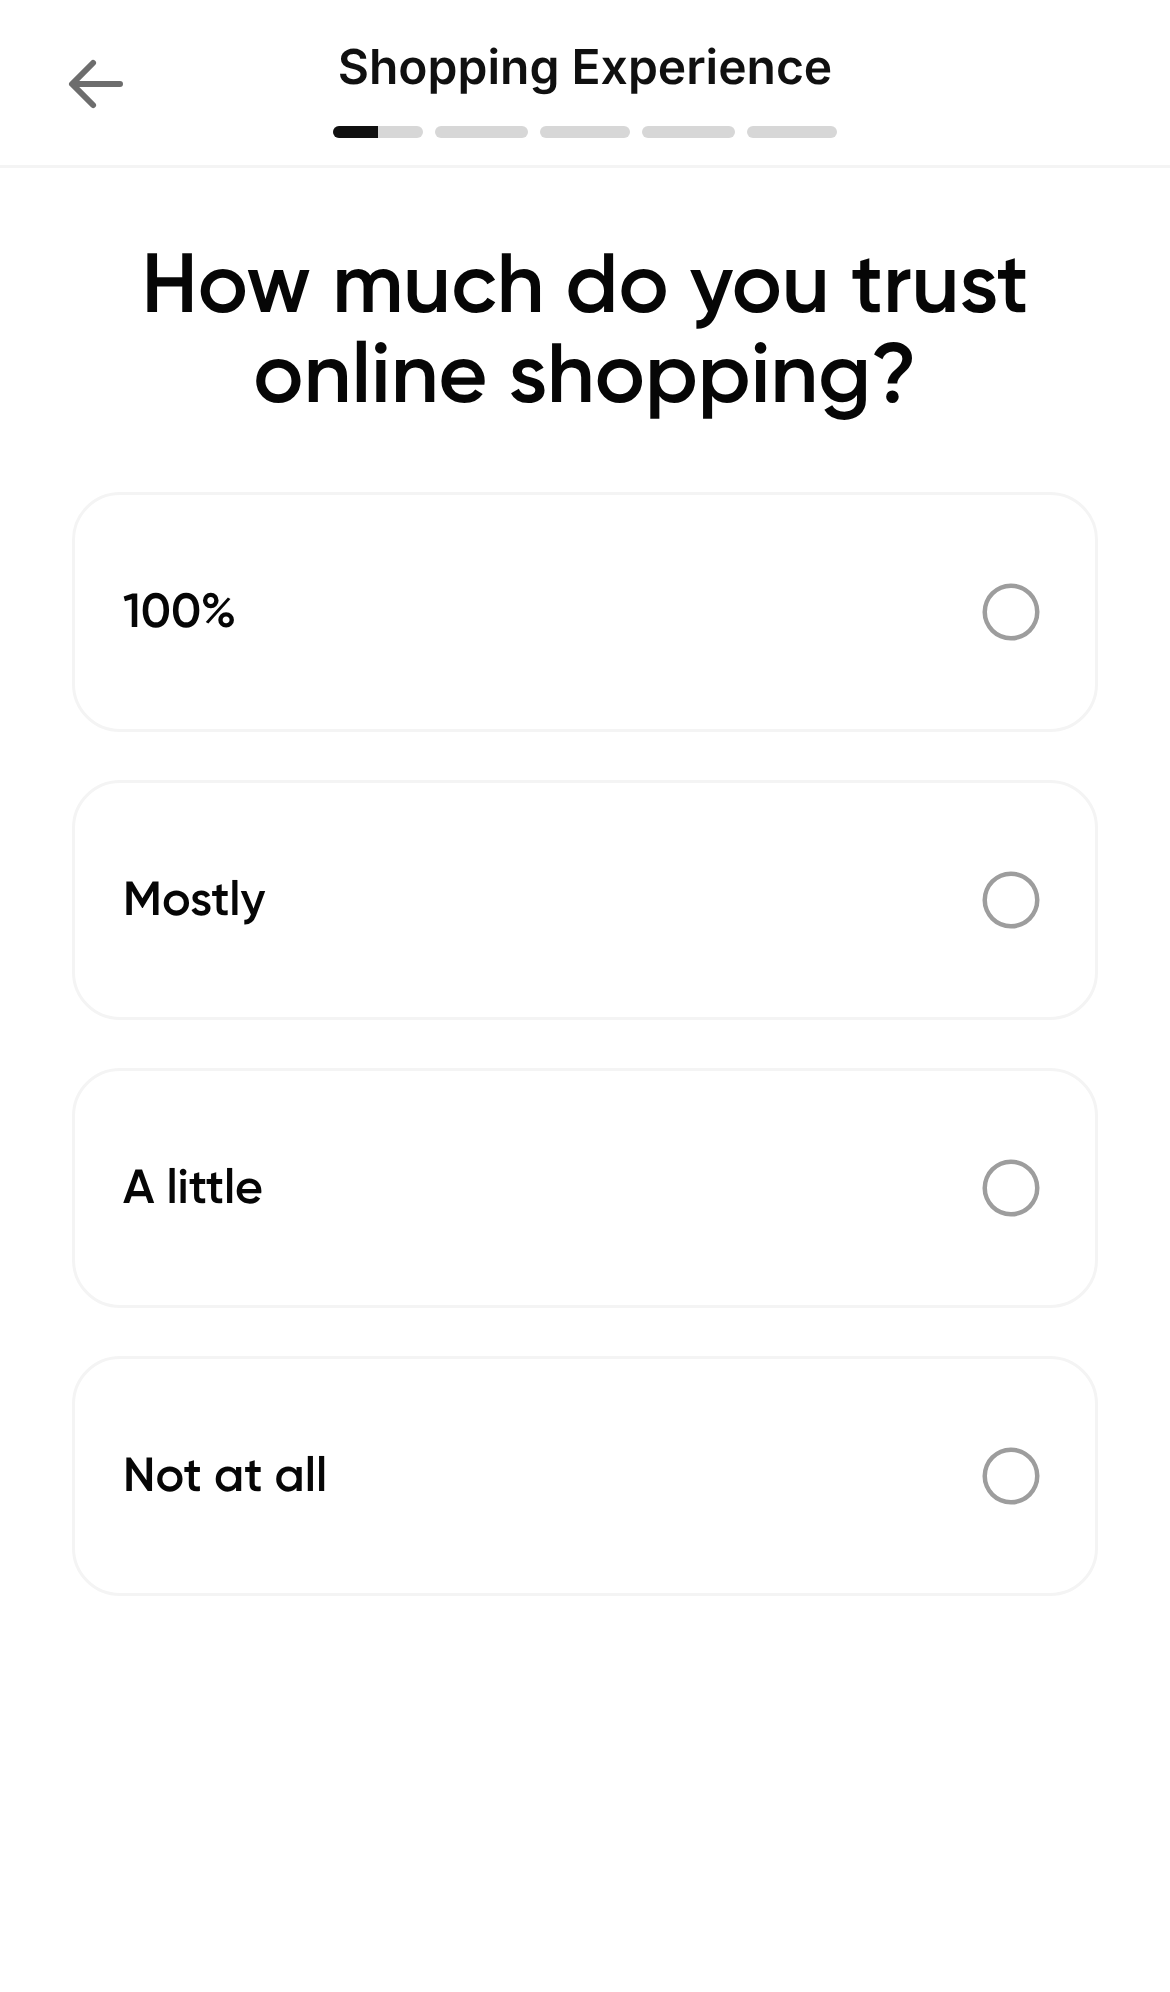 Shopping Experience
How much do you trust
online shopping?
100%
Mostly
A little
Not at all